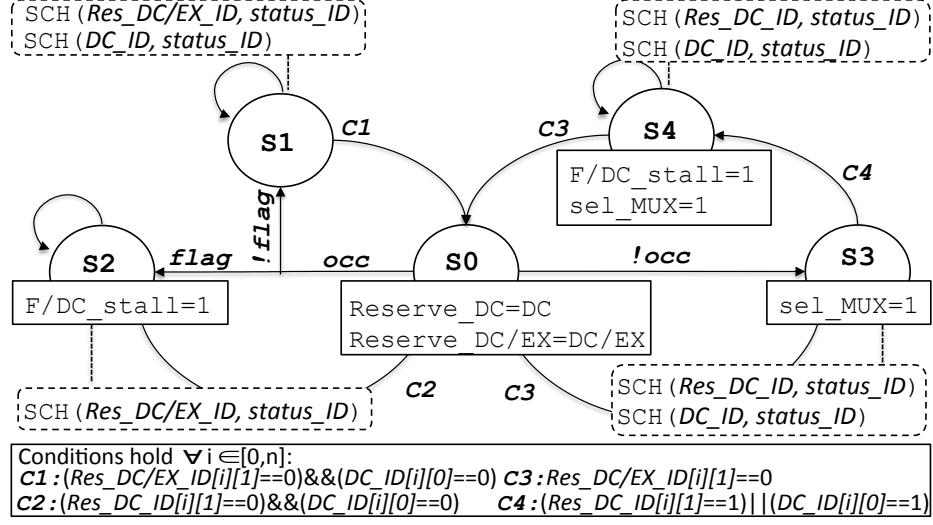 SCH(Res_DC/EX_ID, status_ID)
SCH(DC_ID, status_ID)
SCH(Res_DC_ID, status_ID)
SCH(DC_ID, status_ID)
S1
C1
C3
S4
F/DC_stall=1
sel_MUX=1
C4
!flag
S2
flag
occ
S0
!occ
S3
F/DC_stall=1
Reserve_DC=DC
Reserve_DC/EX=DC/EX
sel_MUX=1
C2
C3
SCH(Res_DC/EX_ID, status_ID)
SCH(Res_DC_ID, status_ID)
SCH(DC_ID, status_ID)
Conditions hold ∀ i ∈[0,n]:
C1:(Res_DC/EX_ID[i][1]==0)&&(DC_ID[i][0]==0) C3:Res_DC/EX_ID[i][1]==0
C2:(Res_DC_ID[i][1]==0)&&(DC_ID[i][0]==0) C4:(Res_DC_ID[i][1]==1)||(DC_ID[i][0]==1)